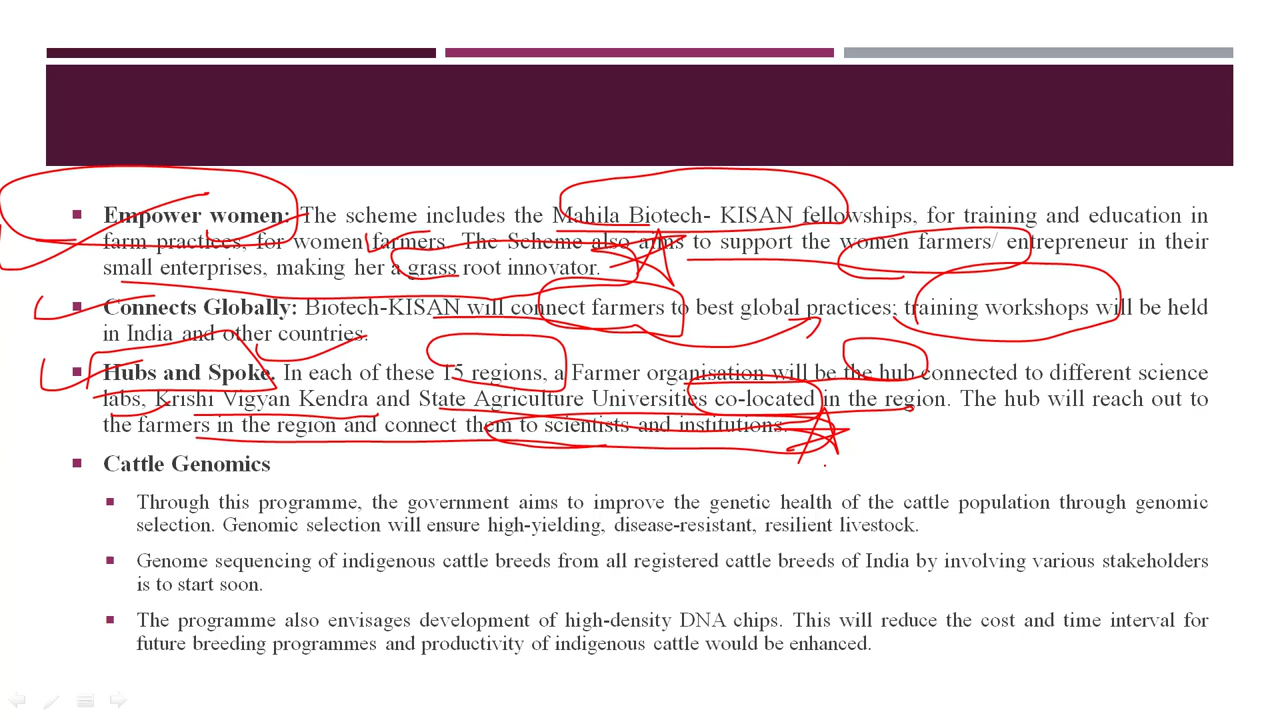 Empower women: The scheme includes the Mahila Biotech- KISAN fellowships, for training and education in
farm practices, for women farmers. The Scheme also aims to support the women farmers/ entrepreneur in their
small enterprises, making her a grass root innovator.
Connects Globally: Biotech-KISAN will connect farmers to best global practices; training workshops will be held
in India and other countries.
Hubs and Spoke. In each of these 15 regions, a Farmer organisation will be the hub connected to different science
labs, Krishi Vigyan Kendra and State Agriculture Universities co-located in the region. The hub will reach out to
the farmers in the region and connect them to scientists and institutions.
Cattle Genomics
Through this programme, the government aims to improve the genetic health of the cattle population through genomic
selection. Genomic selection will ensure high-yielding, disease-resistant, resilient livestock.
Genome sequencing of indigenous cattle breeds from all registered cattle breeds of India by involving various stakeholders
is to start soon.
The programme also envisages development of high-density DNA chips. This will reduce the cost and time interval for
future breeding programmes and productivity of indigenous cattle would be enhanced.